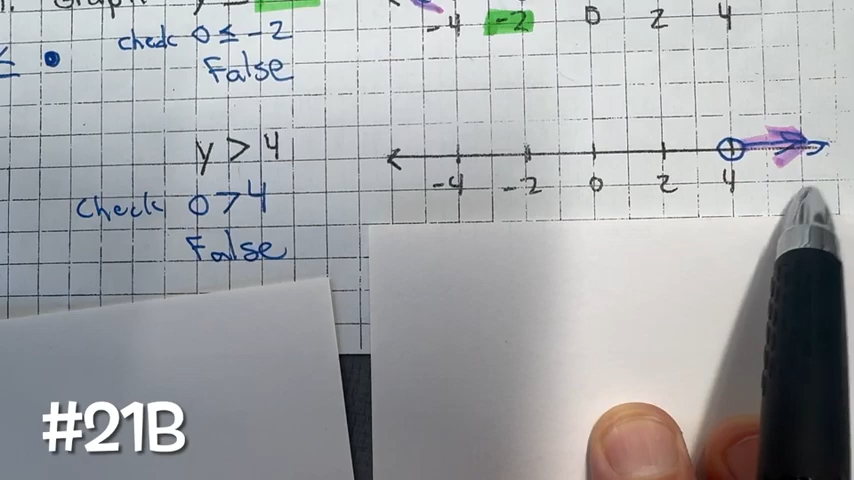 -4 -2 0 2 4
check 0 ≤ -2
≤ •
False
y > 4
-4 -2 0 2 4
Check 0 > 4
False
#21B